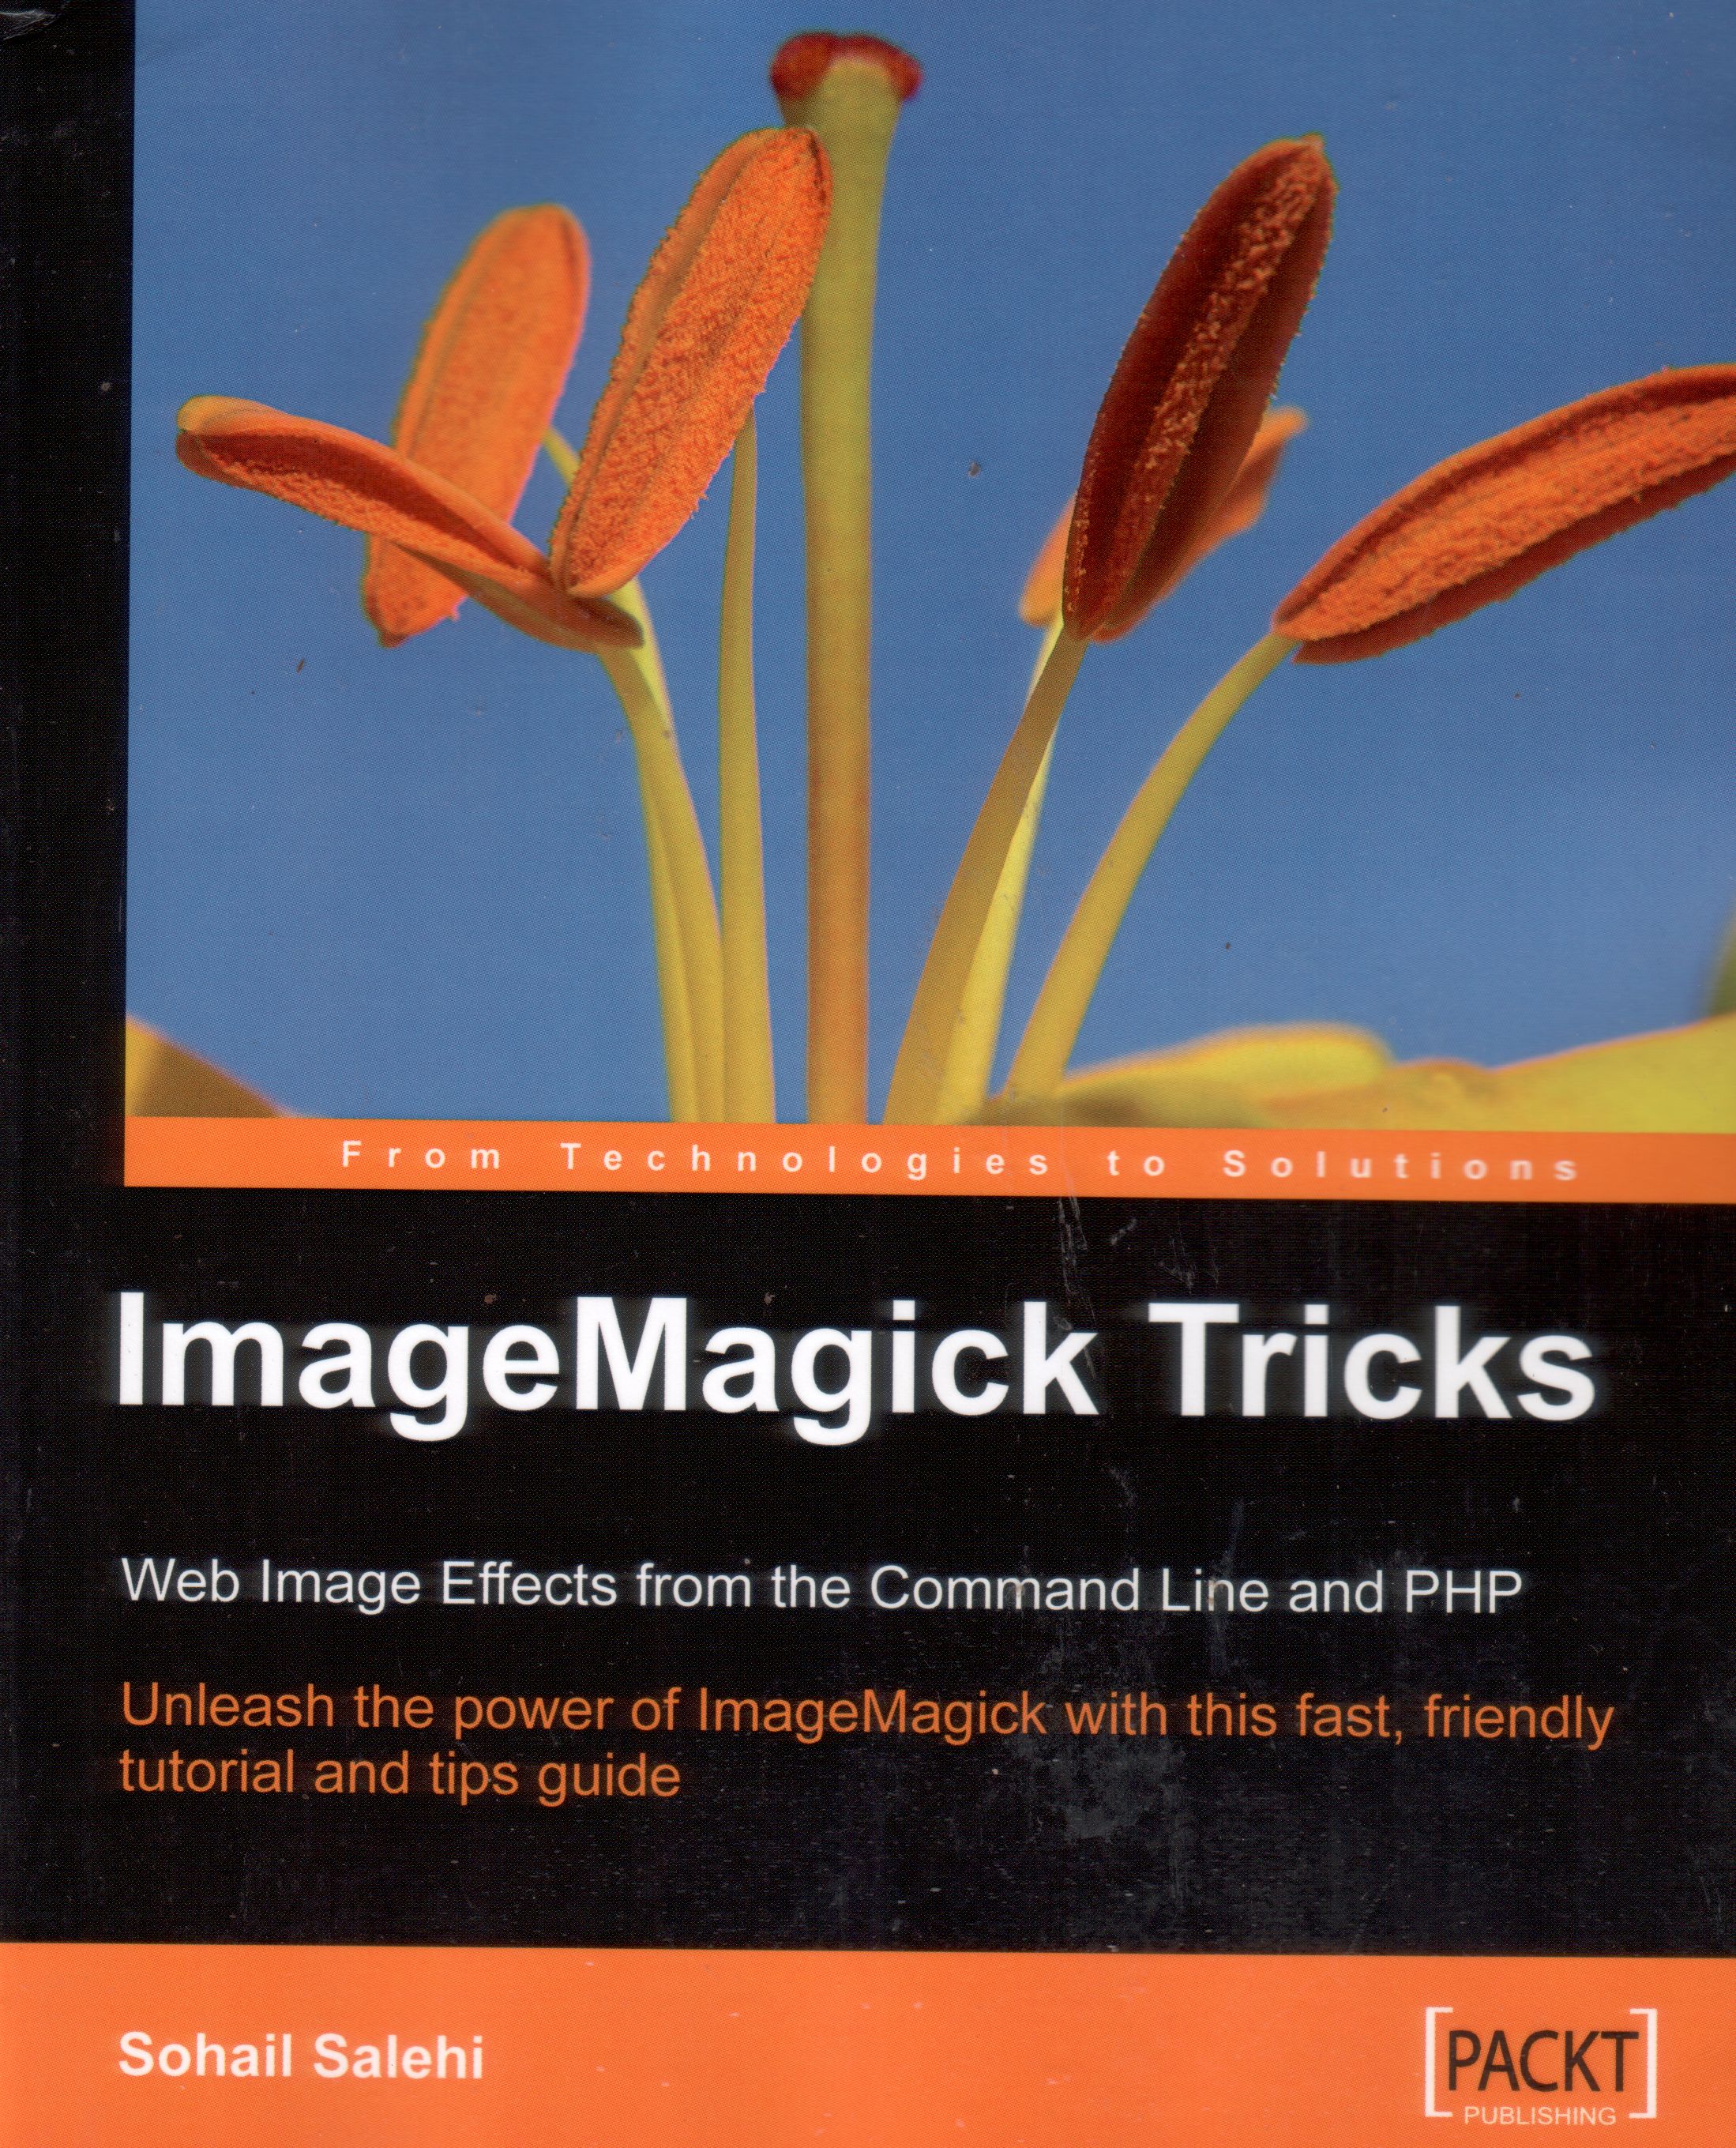 From Technologies to Solutions
ImageMagick Tricks
Web Image Effects from the Command Line and PHP
Unleash the power of ImageMagick with this fast, friendly
tutorial and tips guide
Sohail Salehi
[PACKT]
PUBLISHING